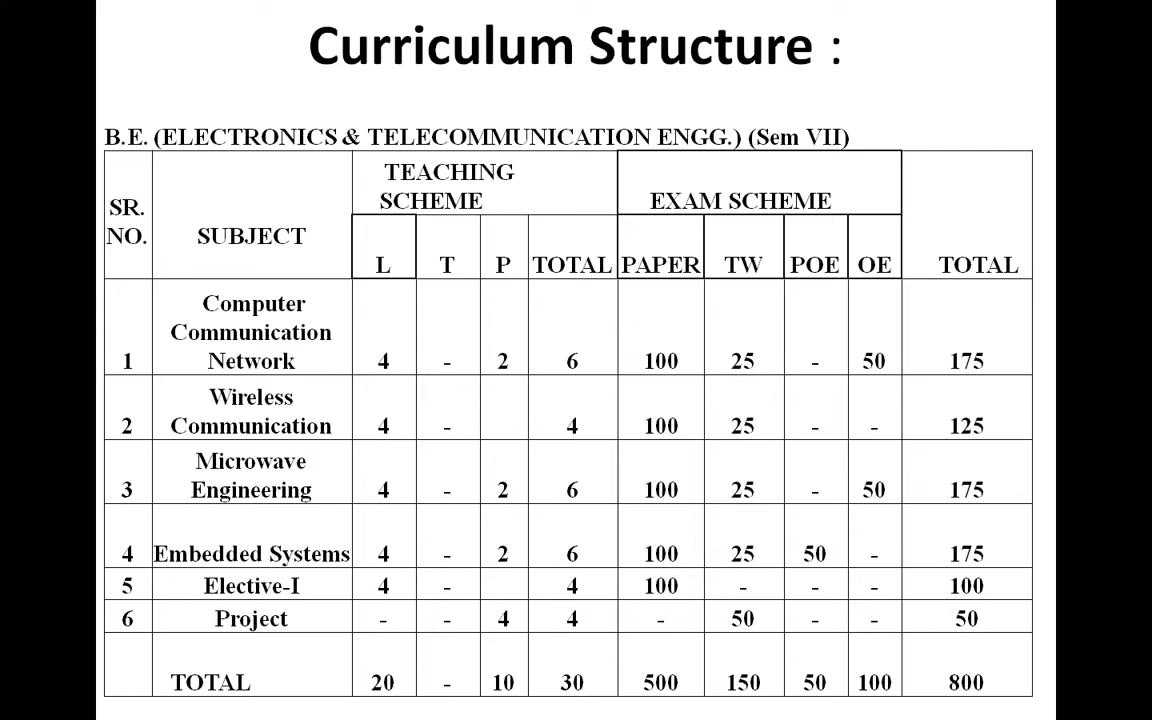 Curriculum Structure :
B.E. (ELECTRONICS & TELECOMMUNICATION ENGG.) (Sem VII)
SR. NO. SUBJECT TEACHING SCHEME EXAM SCHEME TOTAL
L T P TOTAL PAPER TW POE OE
1 Computer Communication Network 4 - 2 6 100 25 - 50 175
2 Wireless Communication 4 - 4 100 25 - - 125
3 Microwave Engineering 4 - 2 6 100 25 - 50 175
4 Embedded Systems 4 - 2 6 100 25 50 - 175
5 Elective-I 4 - 4 100 - - - 100
6 Project - - 4 4 - 50 - - 50
TOTAL 20 - 10 30 500 150 50 100 800